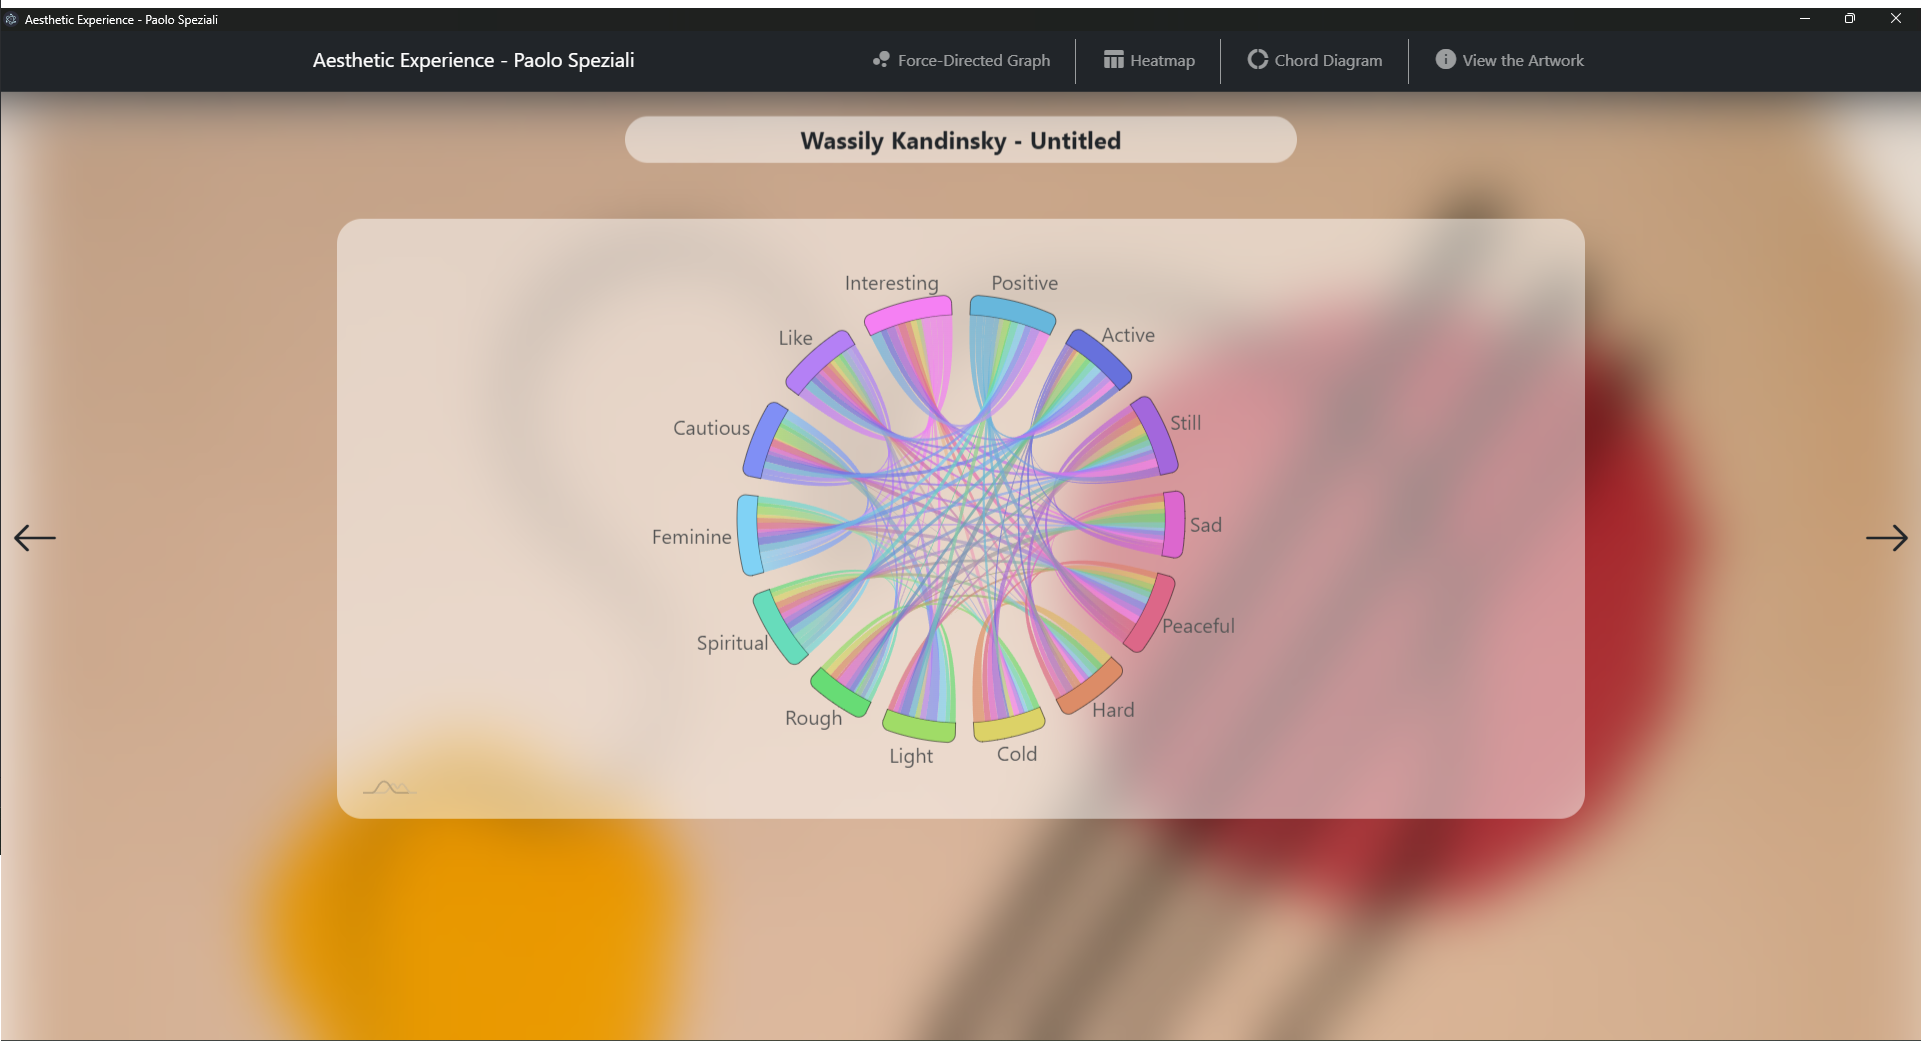 Aesthetic Experience - Paolo Speziali
Aesthetic Experience - Paolo Speziali
Force-Directed Graph
Heatmap
Chord Diagram
View the Artwork
Wassily Kandinsky - Untitled
Interesting
Positive
Like
Active
Cautious
Still
Feminine
Sad
Spiritual
Peaceful
Rough
Hard
Light
Cold